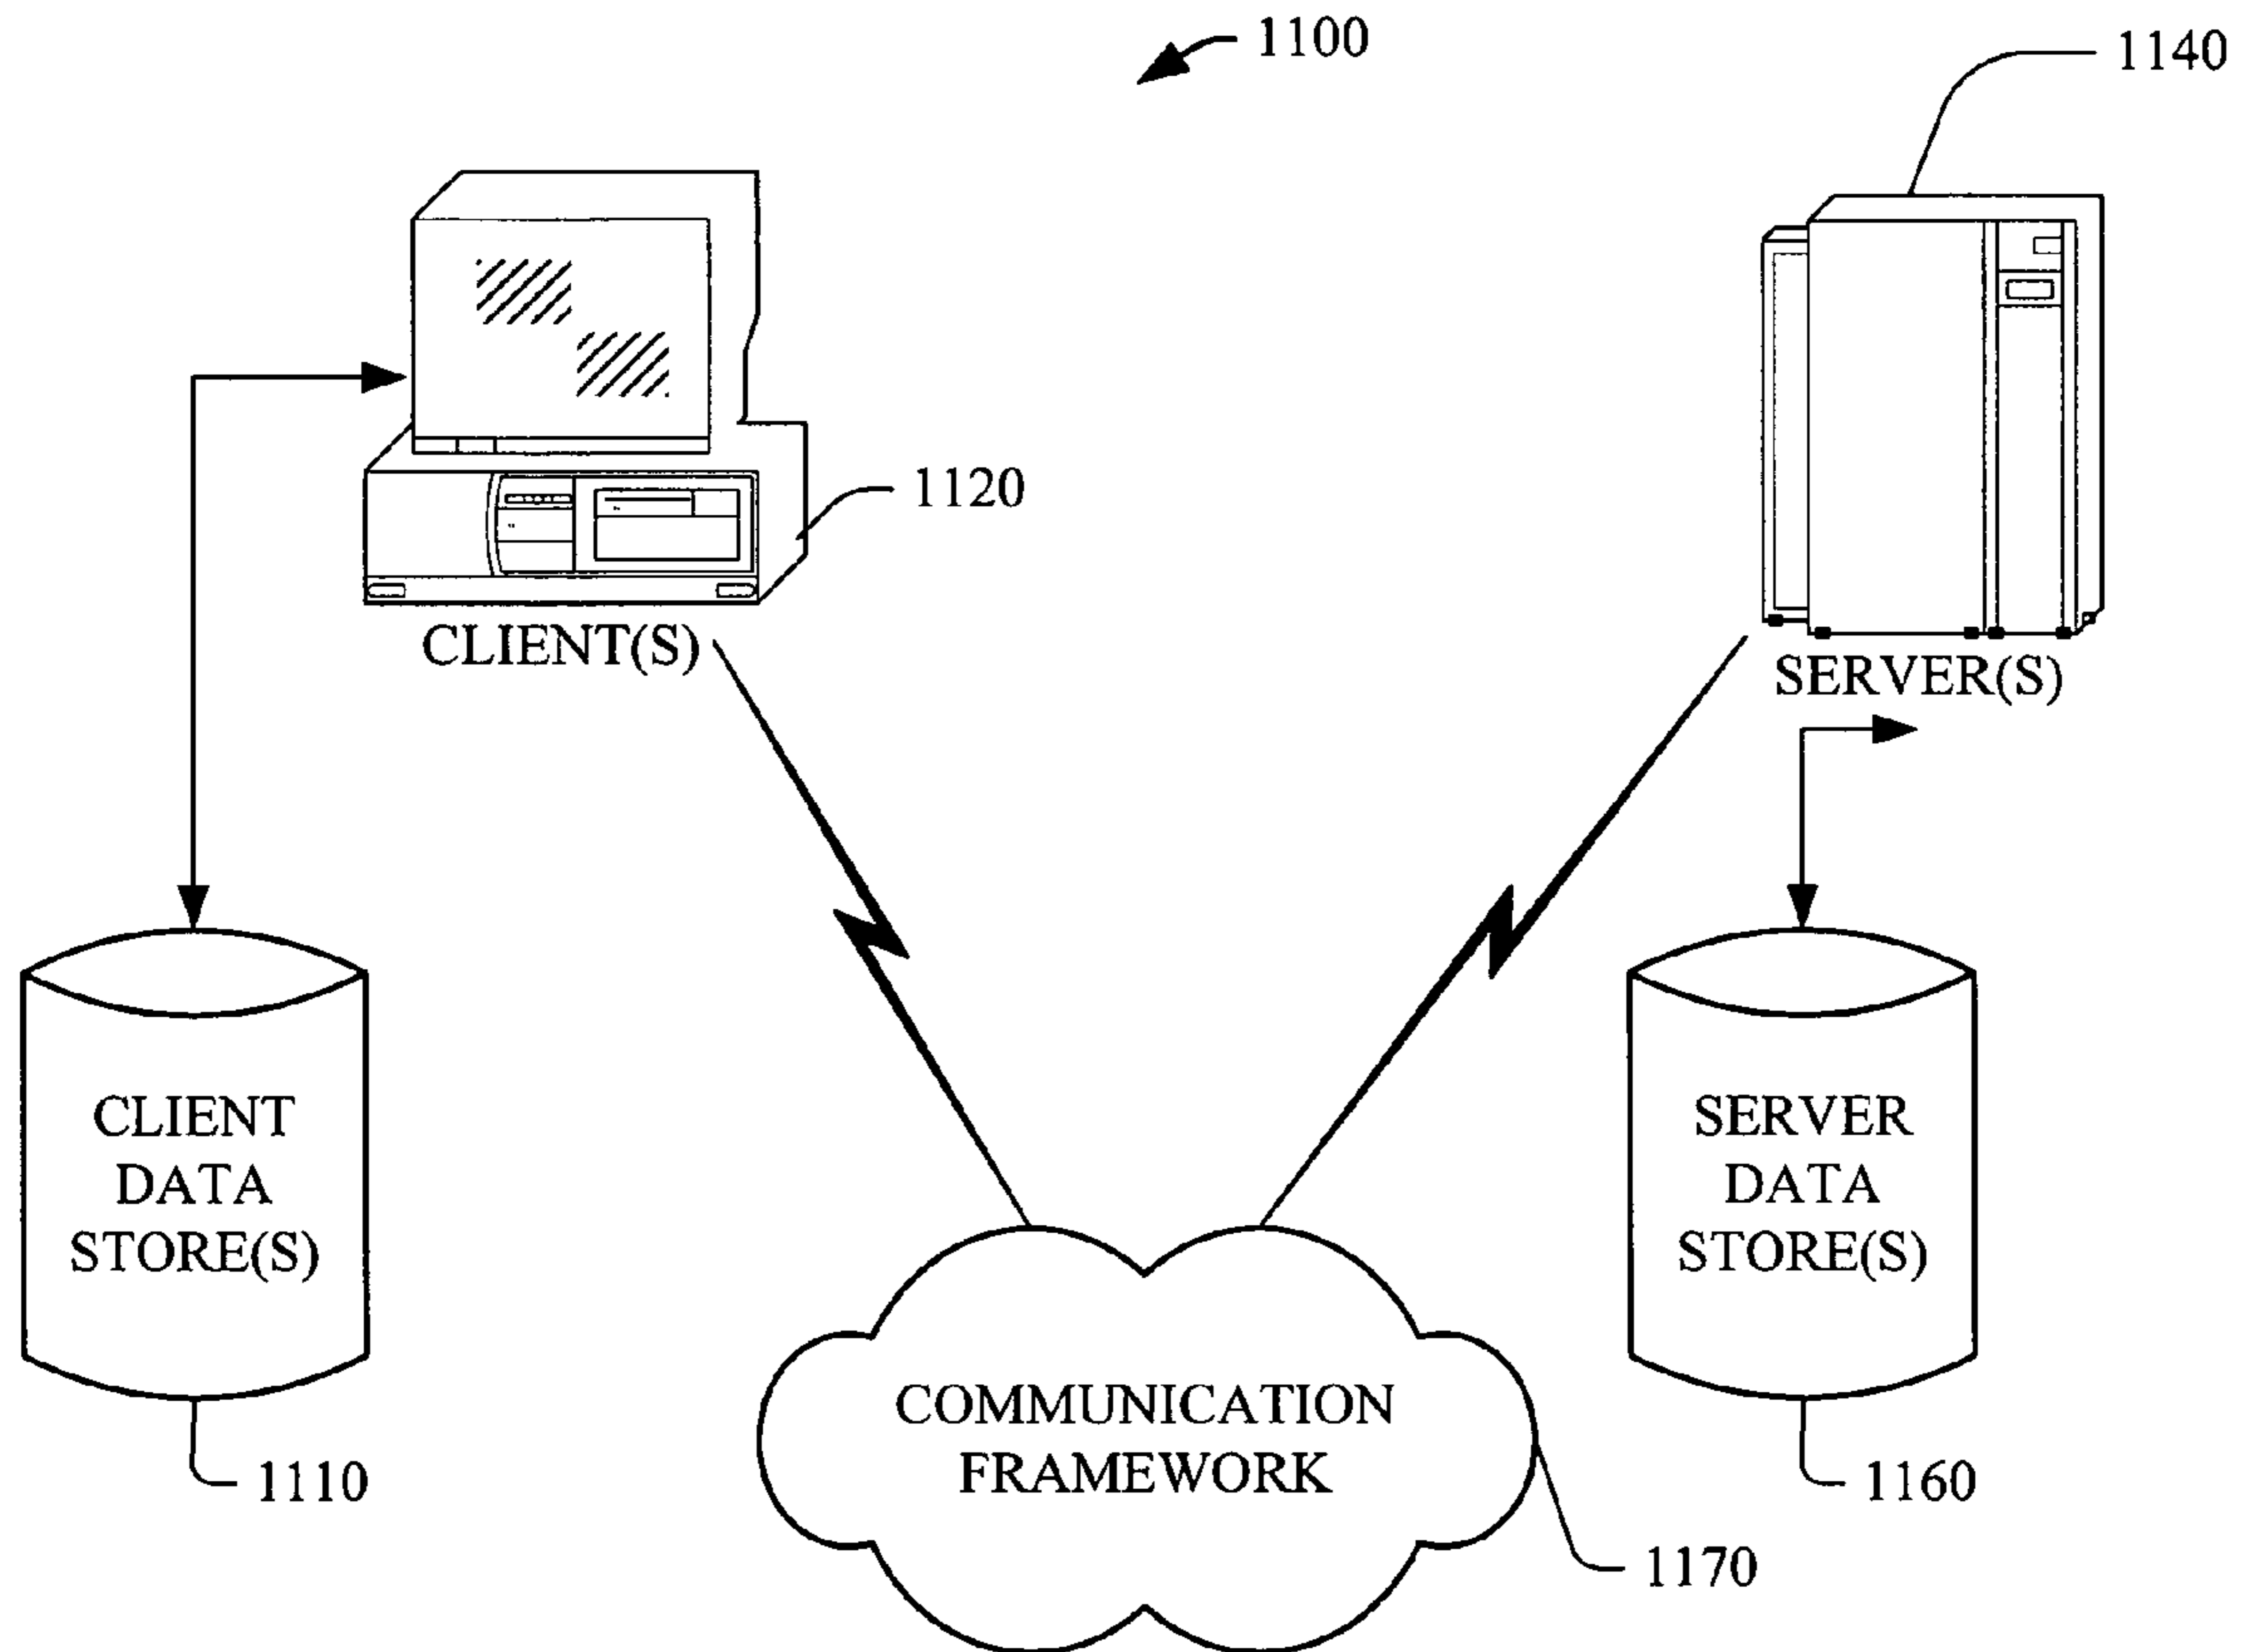 1100
1140
1120
CLIENT(S)
SERVER(S)
CLIENT
DATA
STORE(S)
SERVER
DATA
STORE(S)
COMMUNICATION
FRAMEWORK
1110
1160
1170